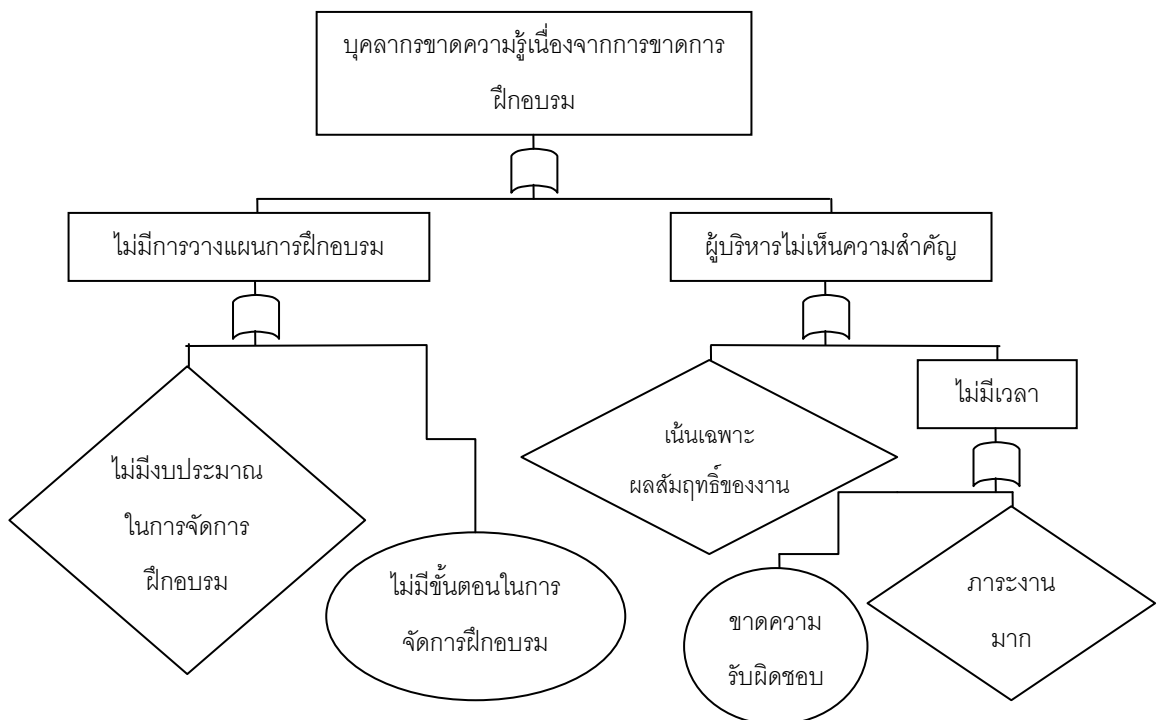 บุคลากรขาดความรู้เนื่องจากการขาดการ
ฝึกอบรม
ไม่มีการวางแผนการฝึกอบรม
ผู้บริหารไม่เห็นความสำคัญ
ไม่มีงบประมาณ
ในการจัดการ
ฝึกอบรม
ไม่มีขั้นตอนในการ
จัดการฝึกอบรม
เน้นเฉพาะ
ผลสัมฤทธิ์ของงาน
ไม่มีเวลา
ขาดความ
รับผิดชอบ
ภาระงาน
มาก